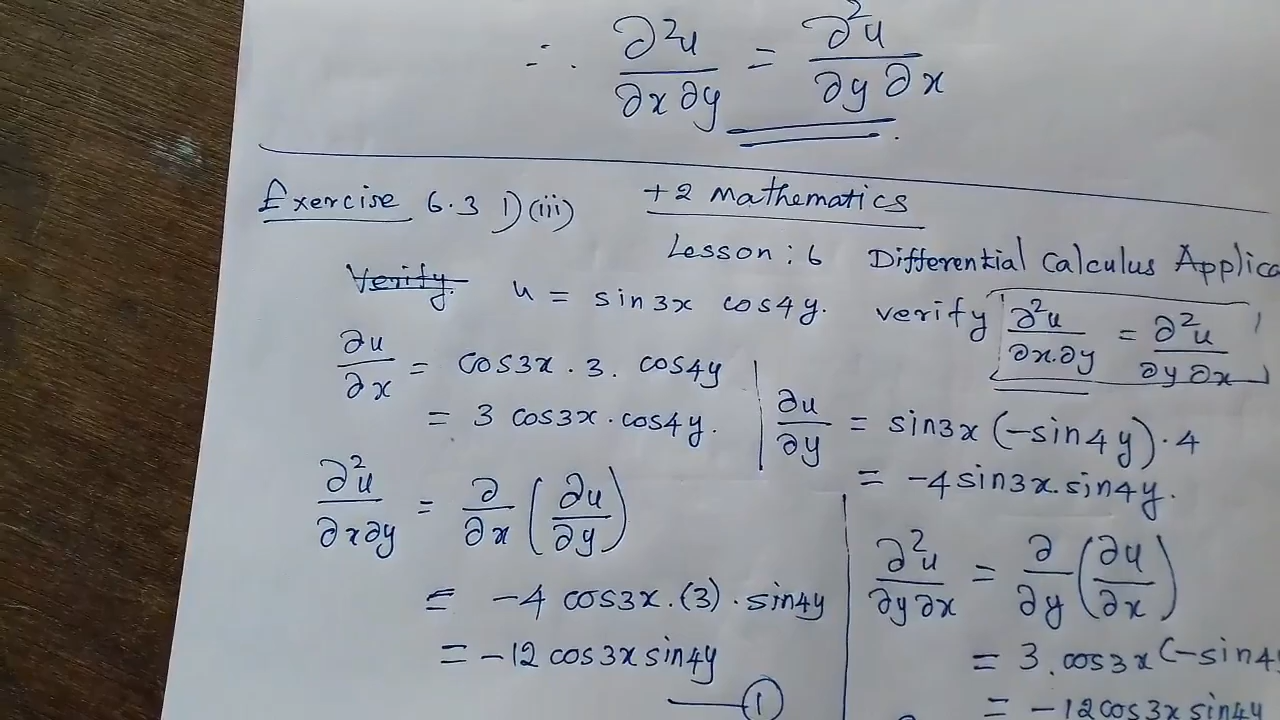 ∴ ∂²u/∂x∂y = ∂²u/∂y∂x.
Exercise 6.3 1)(iii) +2 Mathematics
Lesson : 6 Differential Calculus Applica
Verify. u = sin3x cos4y. verify ∂²u/∂x.∂y = ∂²u/∂y∂x
∂u/∂x = cos3x . 3 . cos4y
= 3 cos3x . cos4y.
∂u/∂y = sin3x (-sin4y) . 4
= -4sin3x.sin4y.
∂²u/∂x∂y = ∂/∂x (∂u/∂y)
= -4 cos3x.(3) . sin4y
= -12 cos3x sin4y
— ①
∂²u/∂y∂x = ∂/∂y (∂u/∂x)
= 3 . cos3x (-sin4
= -12cos3x sin4y